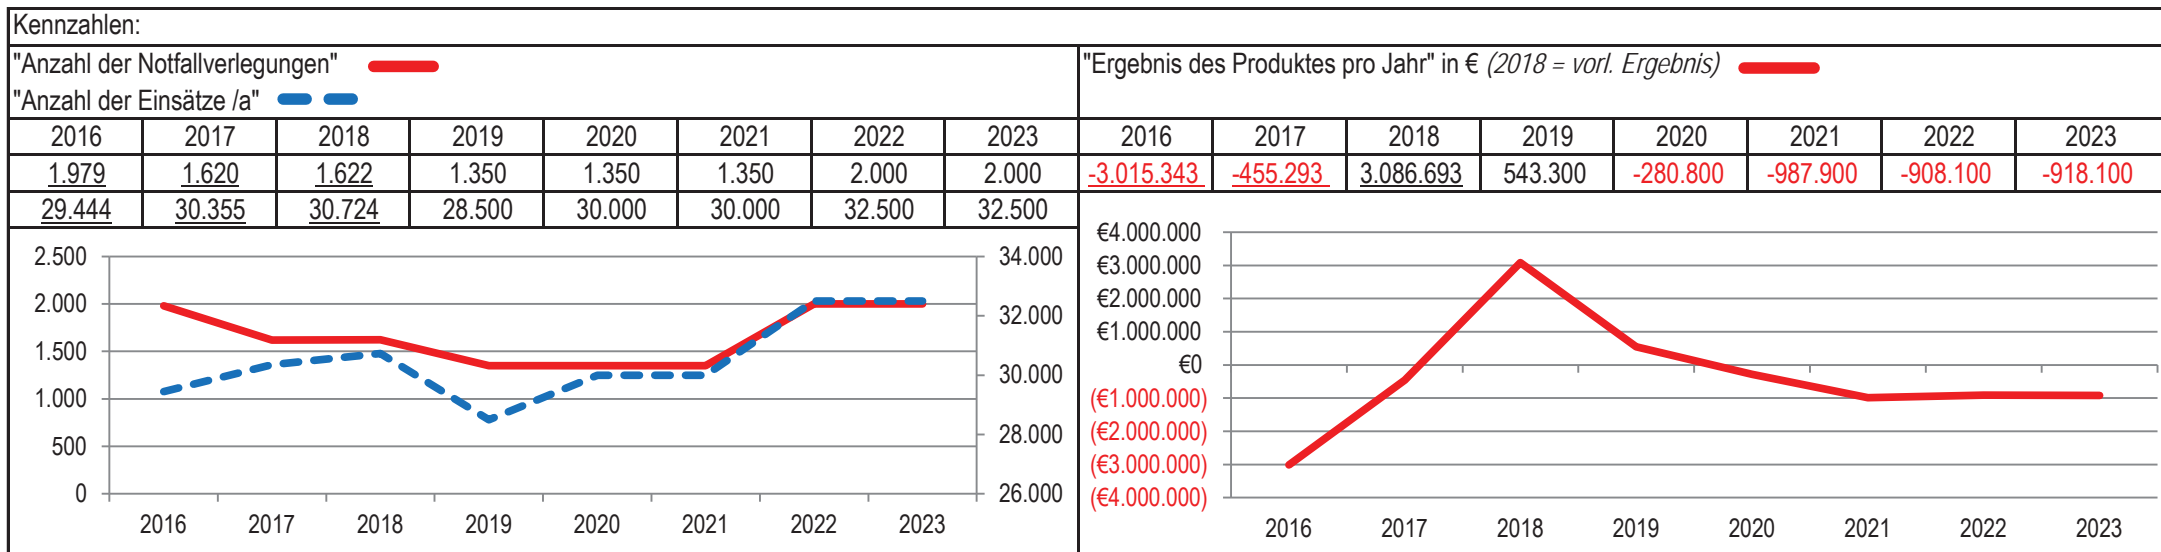 Kennzahlen:
"Anzahl der Notfallverlegungen"
"Anzahl der Einsätze /a"
2016 2017 2018 2019 2020 2021 2022 2023
1.979 1.620 1.622 1.350 1.350 1.350 2.000 2.000
29.444 30.355 30.724 28.500 30.000 30.000 32.500 32.500
2.500
2.000
1.500
1.000
500
0
34.000
32.000
30.000
28.000
26.000
2016 2017 2018 2019 2020 2021 2022 2023
"Ergebnis des Produktes pro Jahr" in € (2018 = vorl. Ergebnis)
2016 2017 2018 2019 2020 2021 2022 2023
-3.015.343 -455.293 3.086.693 543.300 -280.800 -987.900 -908.100 -918.100
€4.000.000
€3.000.000
€2.000.000
€1.000.000
€0
(€1.000.000)
(€2.000.000)
(€3.000.000)
(€4.000.000)
2016 2017 2018 2019 2020 2021 2022 2023